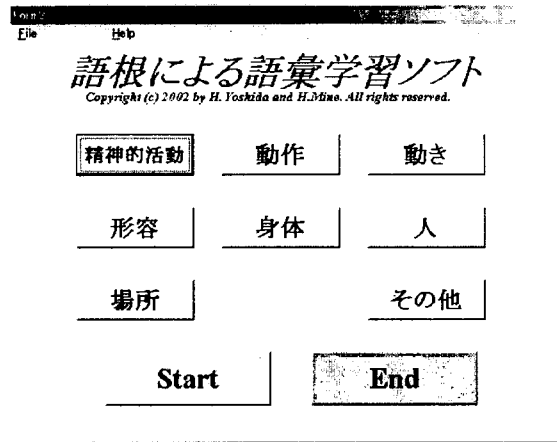 File Help
語根による語彙学習ソフト
Copyright (c) 2002 by H. Yoshida and H.Mine. All rights reserved.
精神的活動 動作 動き
形容 身体 人
場所 その他
Start End